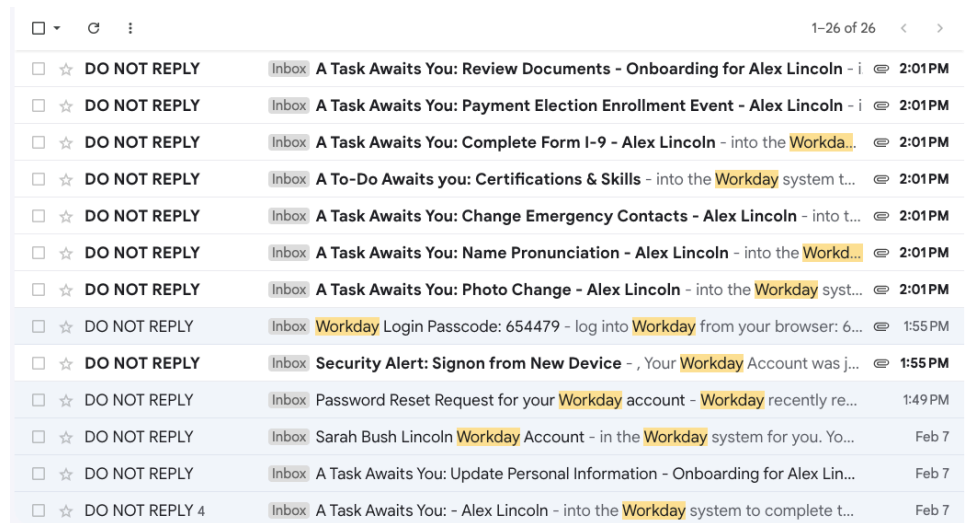 1–26 of 26
DO NOT REPLY Inbox A Task Awaits You: Review Documents - Onboarding for Alex Lincoln - i 2:01 PM
DO NOT REPLY Inbox A Task Awaits You: Payment Election Enrollment Event - Alex Lincoln - i 2:01 PM
DO NOT REPLY Inbox A Task Awaits You: Complete Form I-9 - Alex Lincoln - into the Workda... 2:01 PM
DO NOT REPLY Inbox A To-Do Awaits you: Certifications & Skills - into the Workday system t... 2:01 PM
DO NOT REPLY Inbox A Task Awaits You: Change Emergency Contacts - Alex Lincoln - into t... 2:01 PM
DO NOT REPLY Inbox A Task Awaits You: Name Pronunciation - Alex Lincoln - into the Workd... 2:01 PM
DO NOT REPLY Inbox A Task Awaits You: Photo Change - Alex Lincoln - into the Workday syst... 2:01 PM
DO NOT REPLY Inbox Workday Login Passcode: 654479 - log into Workday from your browser: 6... 1:55 PM
DO NOT REPLY Inbox Security Alert: Signon from New Device - , Your Workday Account was j... 1:55 PM
DO NOT REPLY Inbox Password Reset Request for your Workday account - Workday recently re... 1:49 PM
DO NOT REPLY Inbox Sarah Bush Lincoln Workday Account - in the Workday system for you. Yo... Feb 7
DO NOT REPLY Inbox A Task Awaits You: Update Personal Information - Onboarding for Alex Lin... Feb 7
DO NOT REPLY 4 Inbox A Task Awaits You: - Alex Lincoln - into the Workday system to complete t... Feb 7